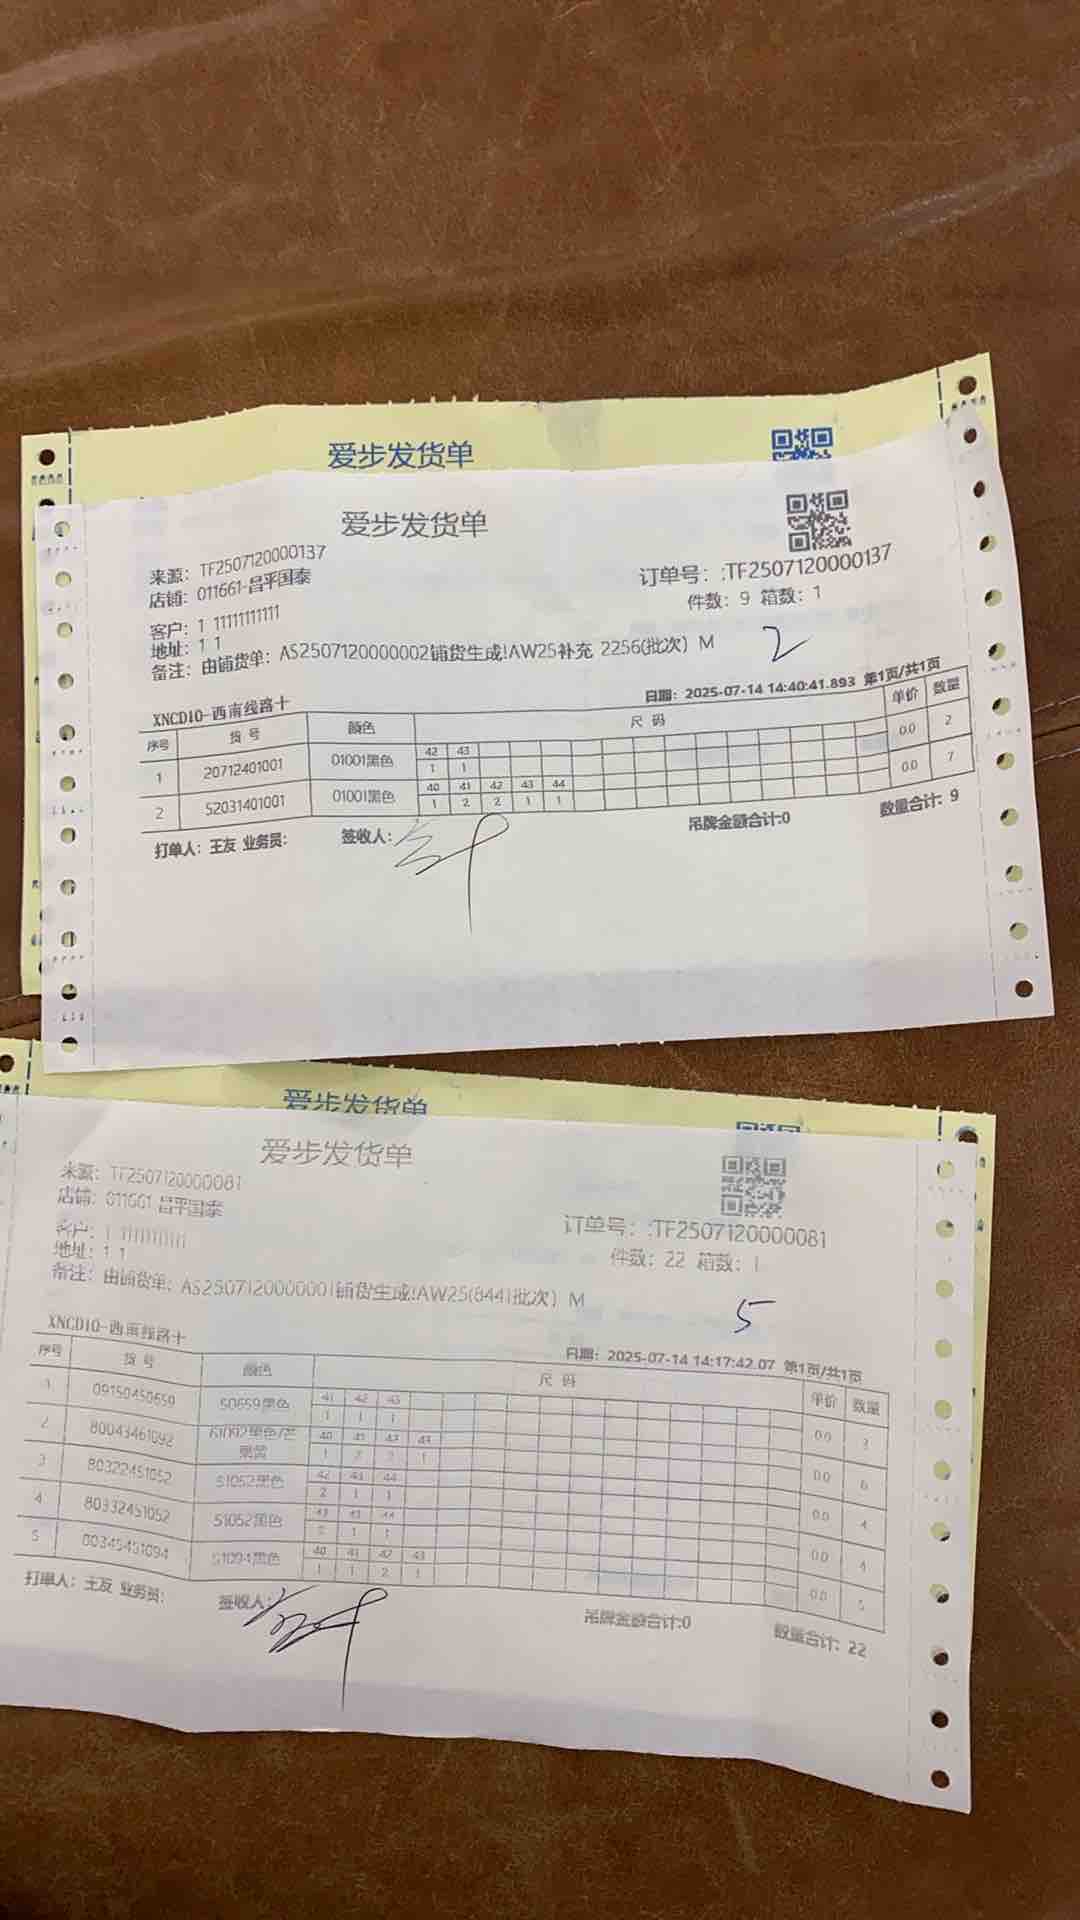 爱步发货单
爱步发货单
来源：TF2507120000137
订单号：:TF2507120000137
店铺：011661-昌平国泰
件数：9 箱数：1
客户：1 11111111111
地址：1 1
备注：由铺货单：AS2507120000002铺货生成!AW25补充 2256(批次) M
2
XNCD10-西南线路十
日期：2025-07-14 14:40:41.893 第1页/共1页
序号 货号 颜色 尺码 单价 数量
42 43
1 20712401001 01001黑色 1 1 0.0 2
40 41 42 43 44
2 52031401001 01001黑色 1 2 2 1 1 0.0 7
打单人：王友 业务员: 签收人: 吊牌金额合计:0 数量合计: 9
爱步发货单
爱步发货单
来源：TF2507120000081
订单号：:TF2507120000081
店铺：011661-昌平国泰
件数：22 箱数：1
客户：1 11111111111
地址：1 1
备注：由铺货单：AS2507120000001铺货生成!AW25(8441批次) M
5
XNCD10-西南线路十
日期：2025-07-14 14:17:42.07 第1页/共1页
序号 货号 颜色 尺码 单价 数量
41 42 43
1 09150450659 50659黑色 1 1 1 0.0 3
2 80043461092 0.0 6
42 43 44
3 80322451052 51052黑色 2 1 1 0.0 4
4 80332451052 51052黑色 0.0 4
40 41 42 43
5 51094黑色 1 1 2 1 0.0 5
打单人：王友 业务员: 签收人: 吊牌金额合计:0 数量合计: 22